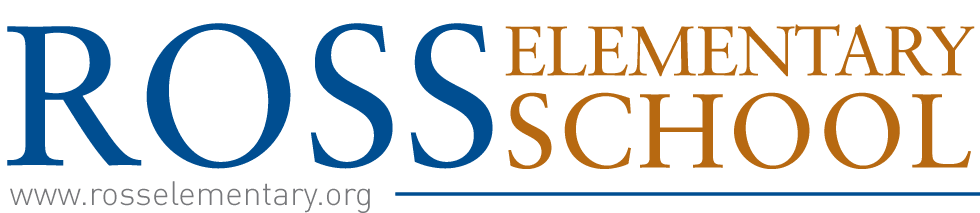 ROSS ELEMENTARY
SCHOOL
www.rosselementary.org